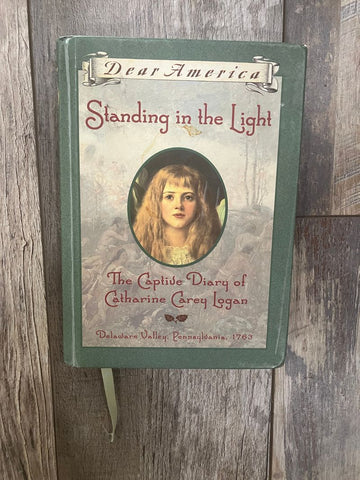 Dear America
Standing in the Light
The Captive Diary of
Catharine Carey Logan
Delaware Valley, Pennsylvania, 1763